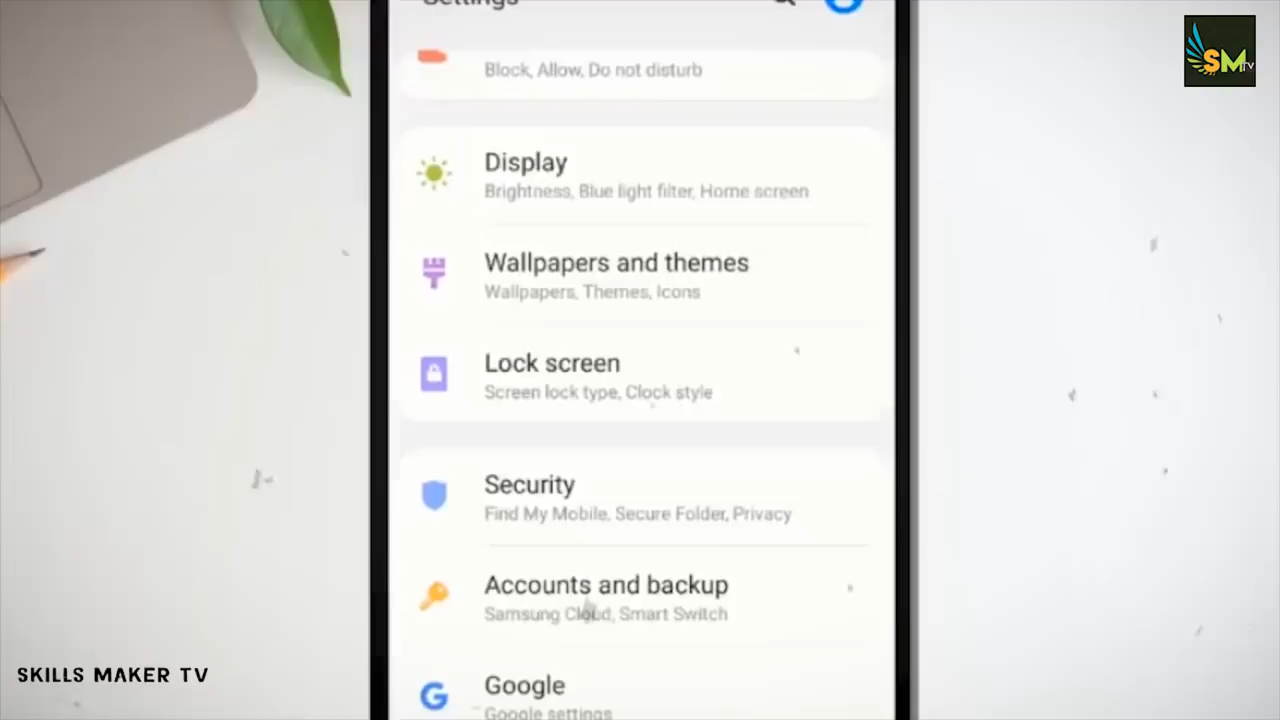 Settings
SM TV
Block, Allow, Do not disturb
Display
Brightness, Blue light filter, Home screen
Wallpapers and themes
Wallpapers, Themes, Icons
Lock screen
Screen lock type, Clock style
Security
Find My Mobile, Secure Folder, Privacy
Accounts and backup
Samsung Cloud, Smart Switch
Google
Google settings
SKILLS MAKER TV